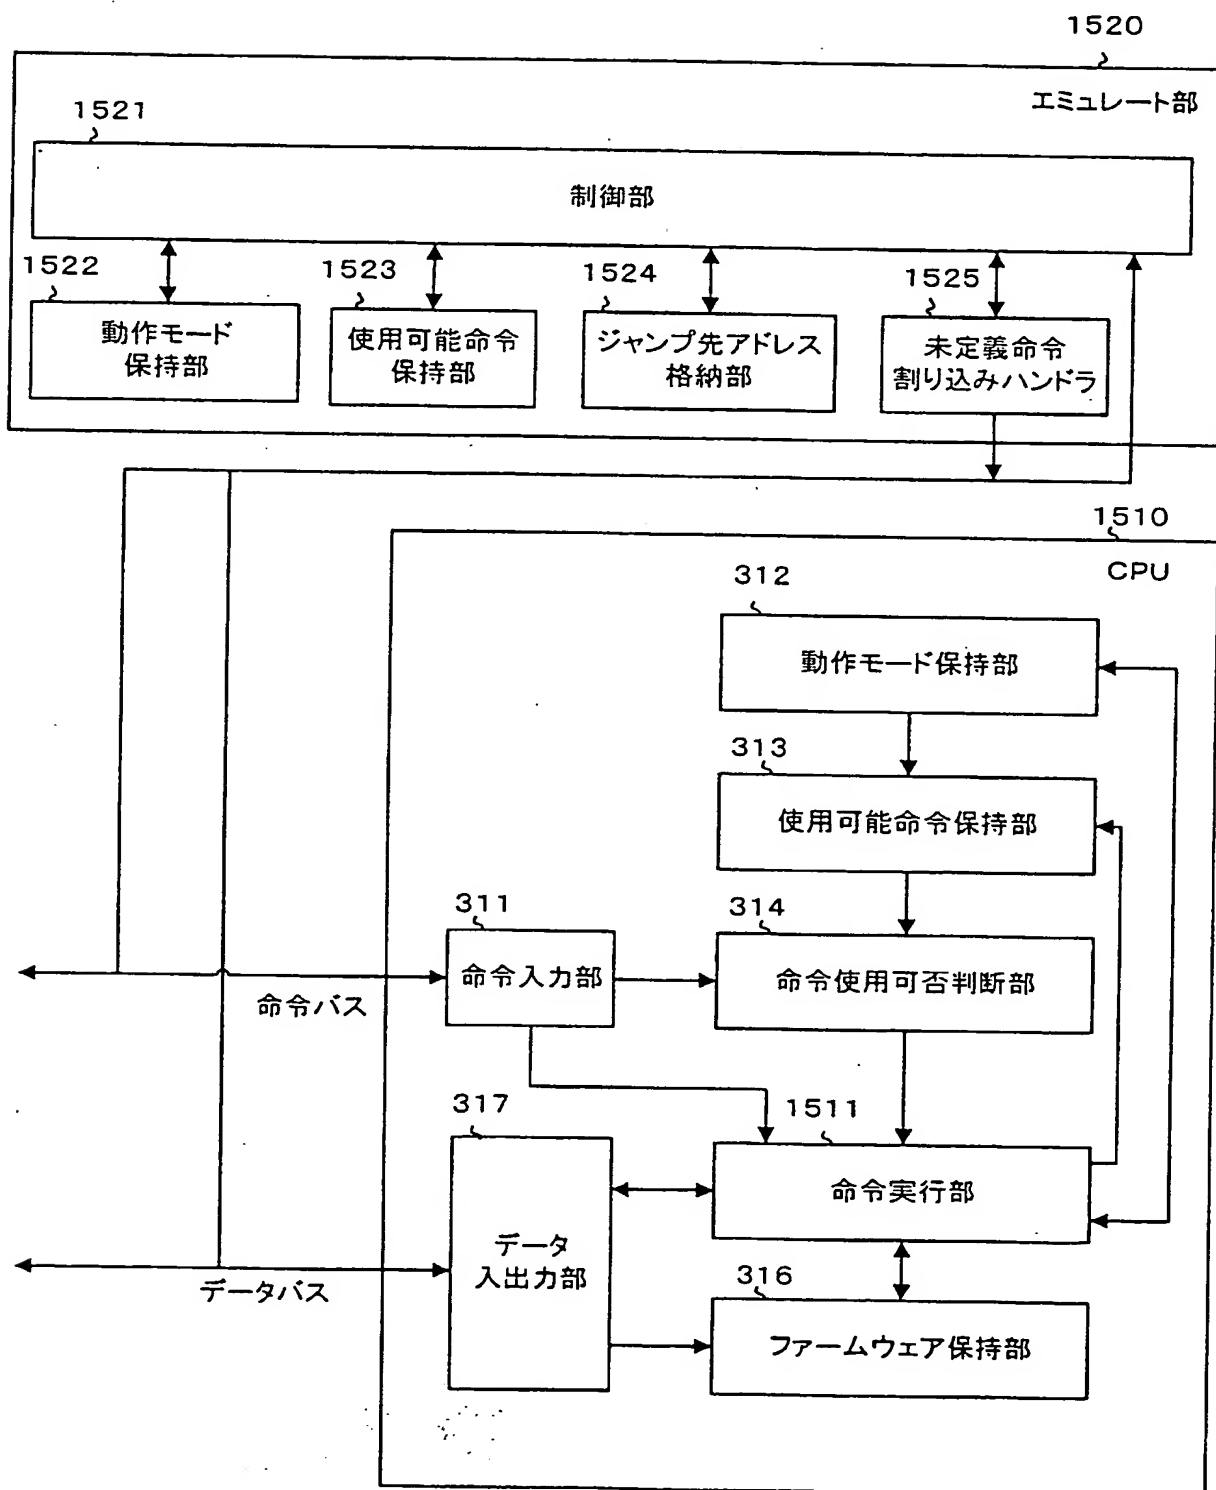 1520
エミュレート部
1521
制御部
1522
動作モード
保持部
1523
使用可能命令
保持部
1524
ジャンプ先アドレス
格納部
1525
未定義命令
割り込みハンドラ
1510
CPU
312
動作モード保持部
313
使用可能命令保持部
311
命令入力部
314
命令使用可否判断部
命令バス
317
データ
入出力部
1511
命令実行部
データバス
316
ファームウェア保持部